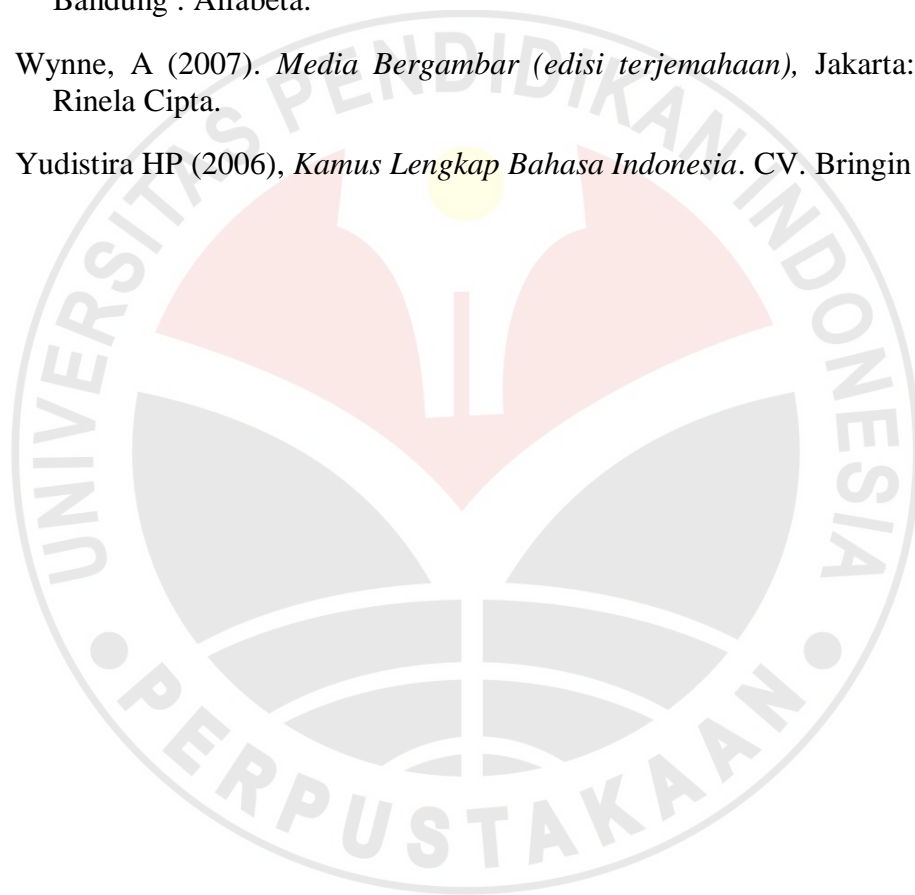 Bandung : Alfabeta.
Wynne, A (2007). Media Bergambar (edisi terjemahaan), Jakarta:
Rinela Cipta.
Yudistira HP (2006), Kamus Lengkap Bahasa Indonesia. CV. Bringin
UNIVERSITAS PENDIDIKAN INDONESIA
PERPUSTAKAAN